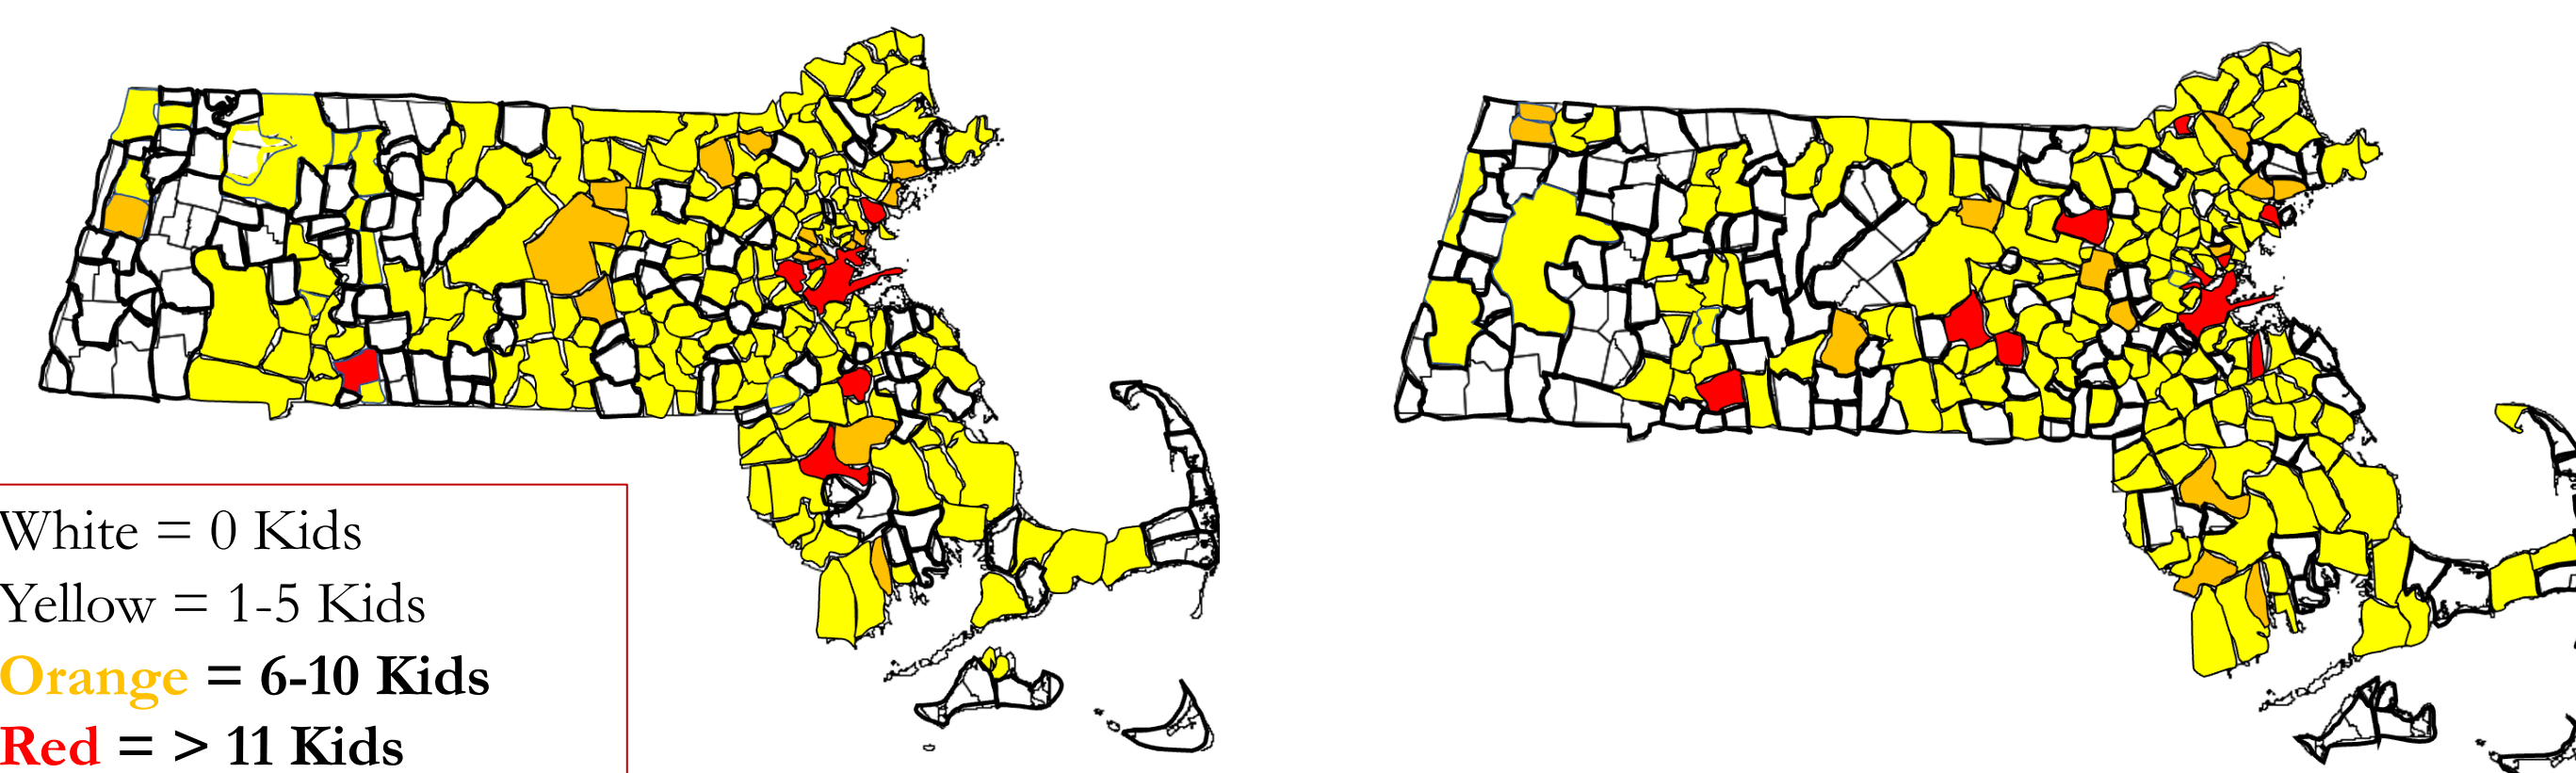 White = 0 Kids
Yellow = 1-5 Kids
Orange = 6-10 Kids
Red = > 11 Kids